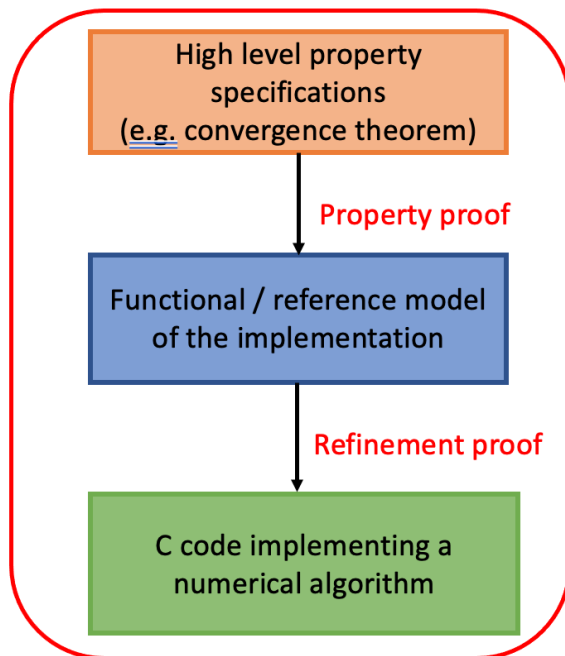 High level property
specifications
(e.g. convergence theorem)
Property proof
Functional / reference model
of the implementation
Refinement proof
C code implementing a
numerical algorithm